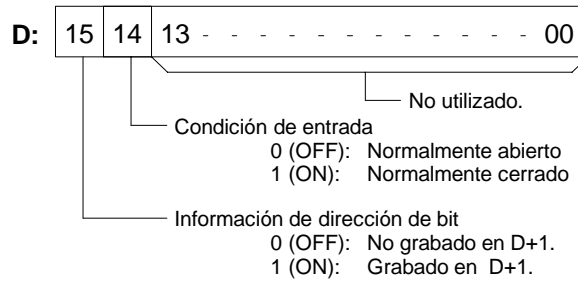 D: 15 14 13 - - - - - - - - - - - - - 00
No utilizado.
Condición de entrada
0 (OFF): Normalmente abierto
1 (ON): Normalmente cerrado
Información de dirección de bit
0 (OFF): No grabado en D+1.
1 (ON): Grabado en D+1.